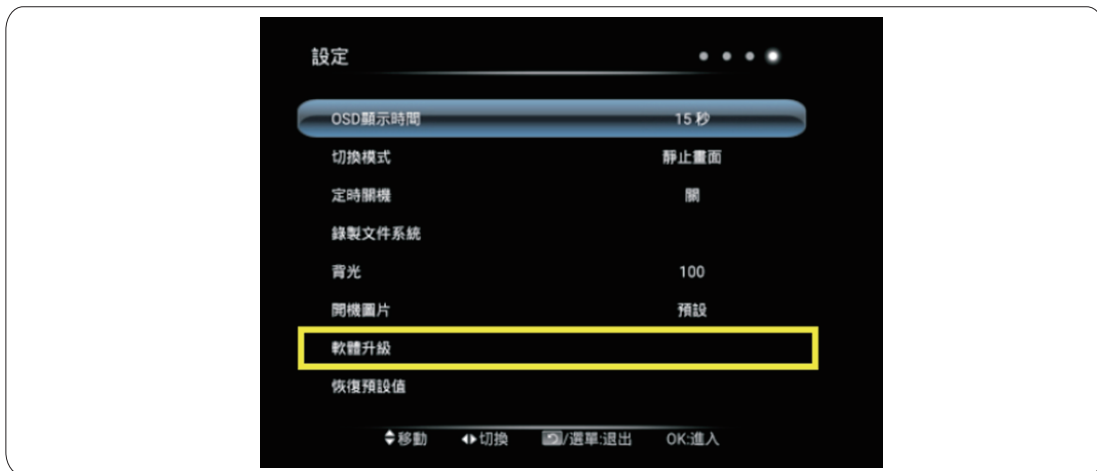 設定
OSD顯示時間 15 秒
切換模式 靜止畫面
定時關機 關
錄製文件系統
背光 100
開機圖片 預設
軟體升級
恢復預設值
移動 切換 /選單:退出 OK:進入